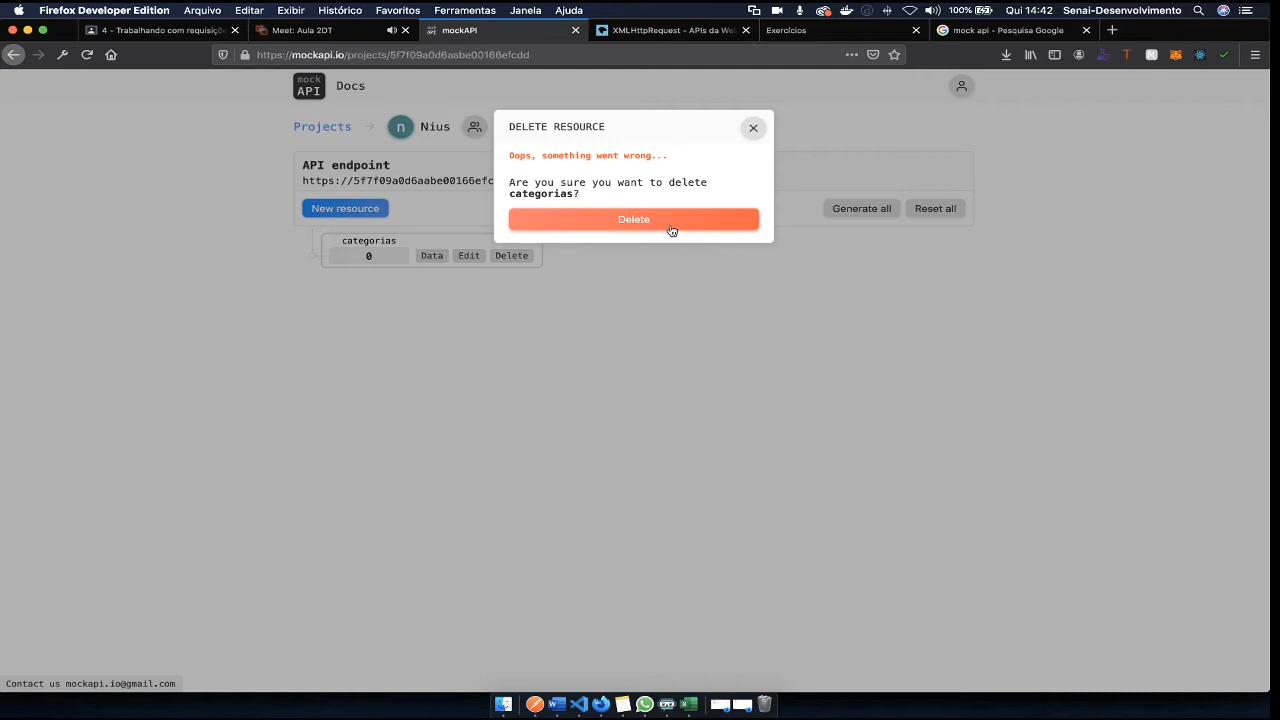 Firefox Developer Edition Arquivo Editar Exibir Histórico Favoritos Ferramentas Janela Ajuda 100% Qui 14:42 Senai-Desenvolvimento
4 - Trabalhando com requisiçõ Meet: Aula 2DT mockAPI XMLHttpRequest - APIs da We Exercícios mock api - Pesquisa Google
https://mockapi.io/projects/5f7f09a0d6aabe00166efcdd
mock
API
Docs
Projects → n Nius
DELETE RESOURCE
Oops, something went wrong...
Are you sure you want to delete
categorias?
Delete
API endpoint
https://5f7f09a0d6aabe00166efc
New resource Generate all Reset all
categorias
0 Data Edit Delete
Contact us mockapi.io@gmail.com